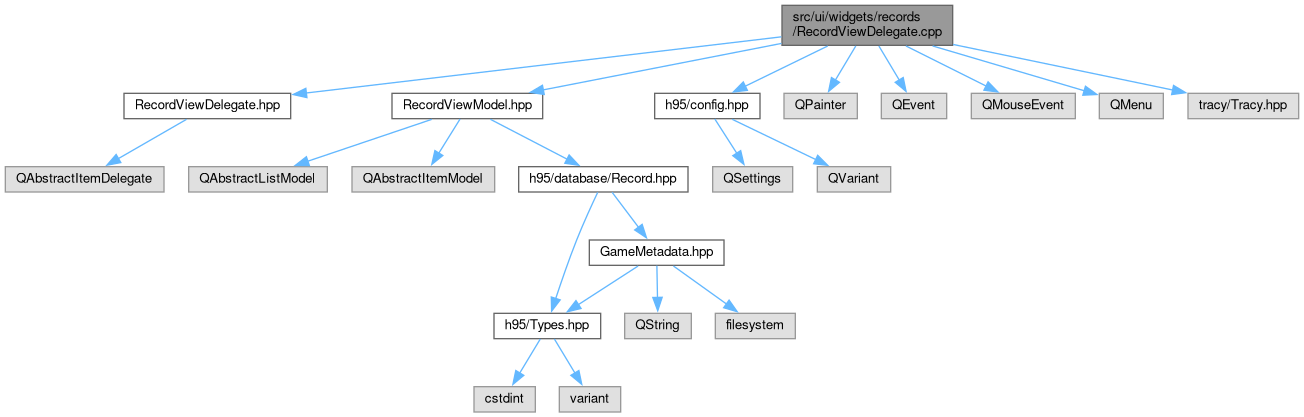 src/ui/widgets/records
/RecordViewDelegate.cpp
RecordViewDelegate.hpp
RecordViewModel.hpp
h95/config.hpp
QPainter
QEvent
QMouseEvent
QMenu
tracy/Tracy.hpp
QAbstractItemDelegate
QAbstractListModel
QAbstractItemModel
h95/database/Record.hpp
QSettings
QVariant
GameMetadata.hpp
h95/Types.hpp
QString
filesystem
cstdint
variant